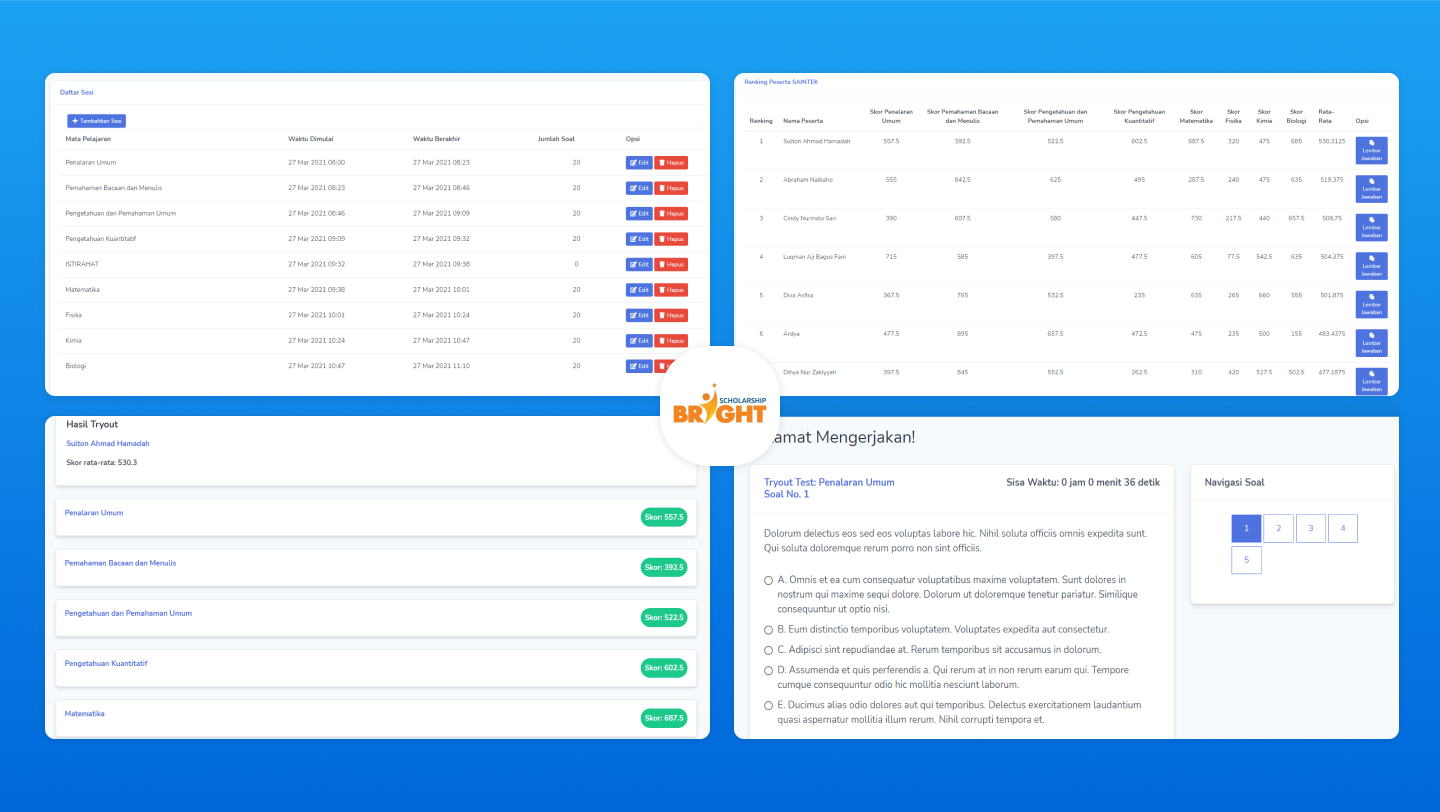 Daftar Sesi
Tambahkan Sesi
Mata Pelajaran Waktu Dimulai Waktu Berakhir Jumlah Soal Opsi
Penalaran Umum 27 Mar 2021 08:00 27 Mar 2021 08:23 20 Edit Hapus
Pemahaman Bacaan dan Menulis 27 Mar 2021 08:23 27 Mar 2021 08:46 20 Edit Hapus
Pengetahuan dan Pemahaman Umum 27 Mar 2021 08:46 27 Mar 2021 09:09 20 Edit Hapus
Pengetahuan Kuantitatif 27 Mar 2021 09:09 27 Mar 2021 09:32 20 Edit Hapus
ISTIRAHAT 27 Mar 2021 09:32 27 Mar 2021 09:38 0 Edit Hapus
Matematika 27 Mar 2021 09:38 27 Mar 2021 10:01 20 Edit Hapus
Fisika 27 Mar 2021 10:01 27 Mar 2021 10:24 20 Edit Hapus
Kimia 27 Mar 2021 10:24 27 Mar 2021 10:47 20 Edit Hapus
Biologi 27 Mar 2021 10:47 27 Mar 2021 11:10 20 Edit
Ranking Peserta SAINTEK
Skor Penalaran Skor Pemahaman Bacaan Skor Pengetahuan dan Skor Pengetahuan Skor Skor Skor Skor Rata-
Ranking Nama Peserta Umum dan Menulis Pemahaman Umum Kuantitatif Matematika Fisika Kimia Biologi Rata Opsi
1 Sulton Ahmad Hamadah 557.5 392.5 522.5 602.5 687.5 320 475 685 530.3125
Lembar
Jawaban
2 Abraham Naibaho 555 842.5 625 495 287.5 240 475 635 519.375
Lembar
Jawaban
3 Cindy Nurmala Sari 390 607.5 580 447.5 730 217.5 440 657.5 508.75
Lembar
Jawaban
4 Luqman Aji Bagus Fani 715 585 397.5 477.5 605 77.5 542.5 635 504.375
Lembar
Jawaban
5 Diva Asfira 367.5 765 532.5 235 635 265 660 555 501.875
Lembar
Jawaban
6 Ardya 477.5 895 657.5 472.5 475 235 500 155 483.4375
Lembar
Jawaban
Dihya Nur Zakiyyah 397.5 845 552.5 262.5 310 420 527.5 502.5 477.1875
Lembar
Jawaban
SCHOLARSHIP
BRIGHT
Hasil Tryout
Sulton Ahmad Hamadah
Skor rata-rata: 530.3
Penalaran Umum Skor: 557.5
Pemahaman Bacaan dan Menulis Skor: 392.5
Pengetahuan dan Pemahaman Umum Skor: 522.5
Pengetahuan Kuantitatif Skor: 602.5
Matematika Skor: 687.5
amat Mengerjakan!
Tryout Test: Penalaran Umum Sisa Waktu: 0 jam 0 menit 36 detik
Soal No. 1
Dolorum delectus eos sed eos voluptas labore hic. Nihil soluta officiis omnis expedita sunt.
Qui soluta doloremque rerum porro non sint officiis.
A. Omnis et ea cum consequatur voluptatibus maxime voluptatem. Sunt dolores in
nostrum qui maxime sequi dolore. Dolorum ut doloremque tenetur pariatur. Similique
consequuntur ut optio nisi.
B. Eum distinctio temporibus voluptatem. Voluptates expedita aut consectetur.
C. Adipisci sint repudiandae at. Rerum temporibus sit accusamus in dolorum.
D. Assumenda et quis perferendis a. Qui rerum at in non rerum earum qui. Tempore
cumque consequuntur odio hic mollitia nesciunt laborum.
E. Ducimus alias odio dolores aut qui temporibus. Delectus exercitationem laudantium
quasi aspernatur mollitia illum rerum. Nihil corrupti tempora et.
Navigasi Soal
1 2 3 4
5